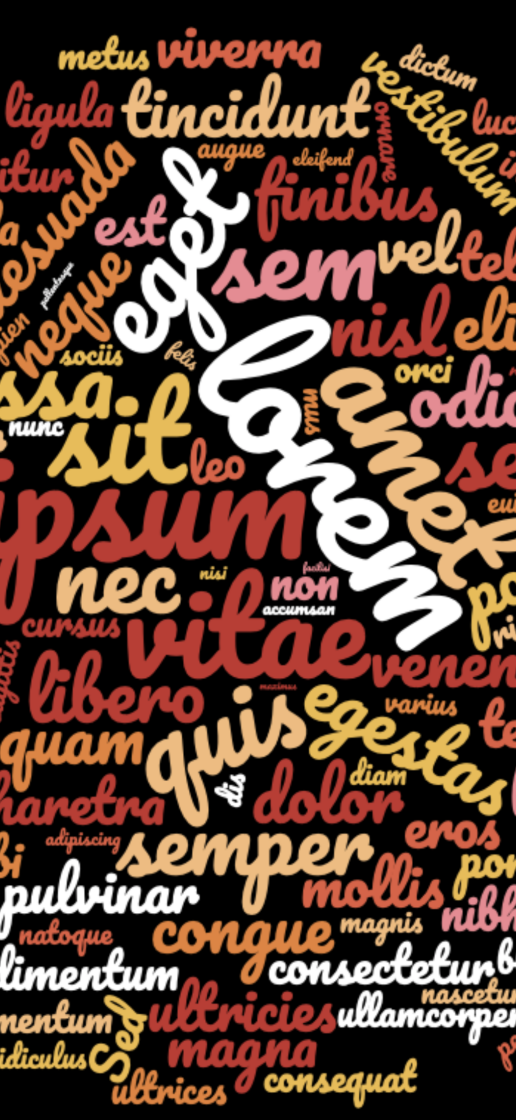 metus viverra
dictum
vestibulum
ligula tincidunt
ornare
luc
augue eleifend
itur
finibus
esuada
est
eget
sem vel tel
pellentesque
neque
nisl eli
sociis felis
orci
ssa
lorem
amet
odio
mus
nunc
sit
leo
se
ipsum
eui
nec nisi
facilisi
non
accumsan
po
ri
cursus vitae
venen
sagittis
libero
maximus
quis
egestas
varius
te
quam
dis
diam
haretra
dolor
eros
adipiscing
semper
bi
por
mollis
pulvinar
nibh
natoque congue magnis
dimentum
consectetur
nascetur
mentum
Sed
ultricies ullamcorper
idiculus
magna
ultrices consequat